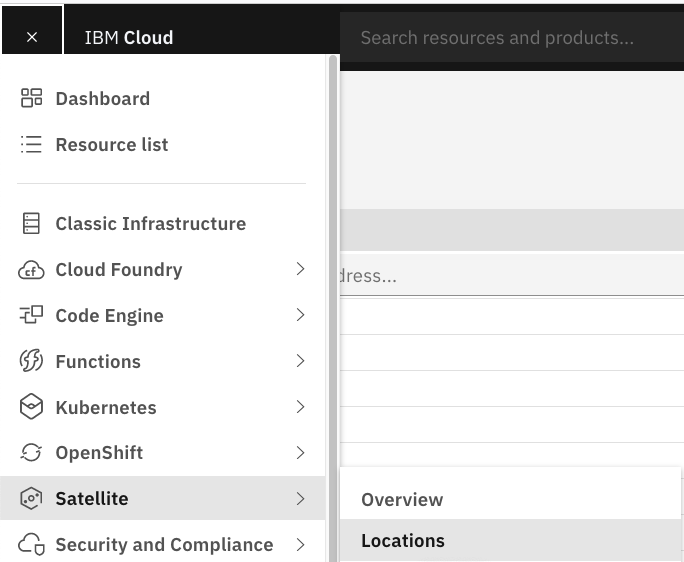 IBM Cloud
Search resources and products...
Dashboard
Resource list
Classic Infrastructure
cf Cloud Foundry
dress...
Code Engine
Functions
Kubernetes
OpenShift
Satellite
Overview
Locations
Security and Compliance